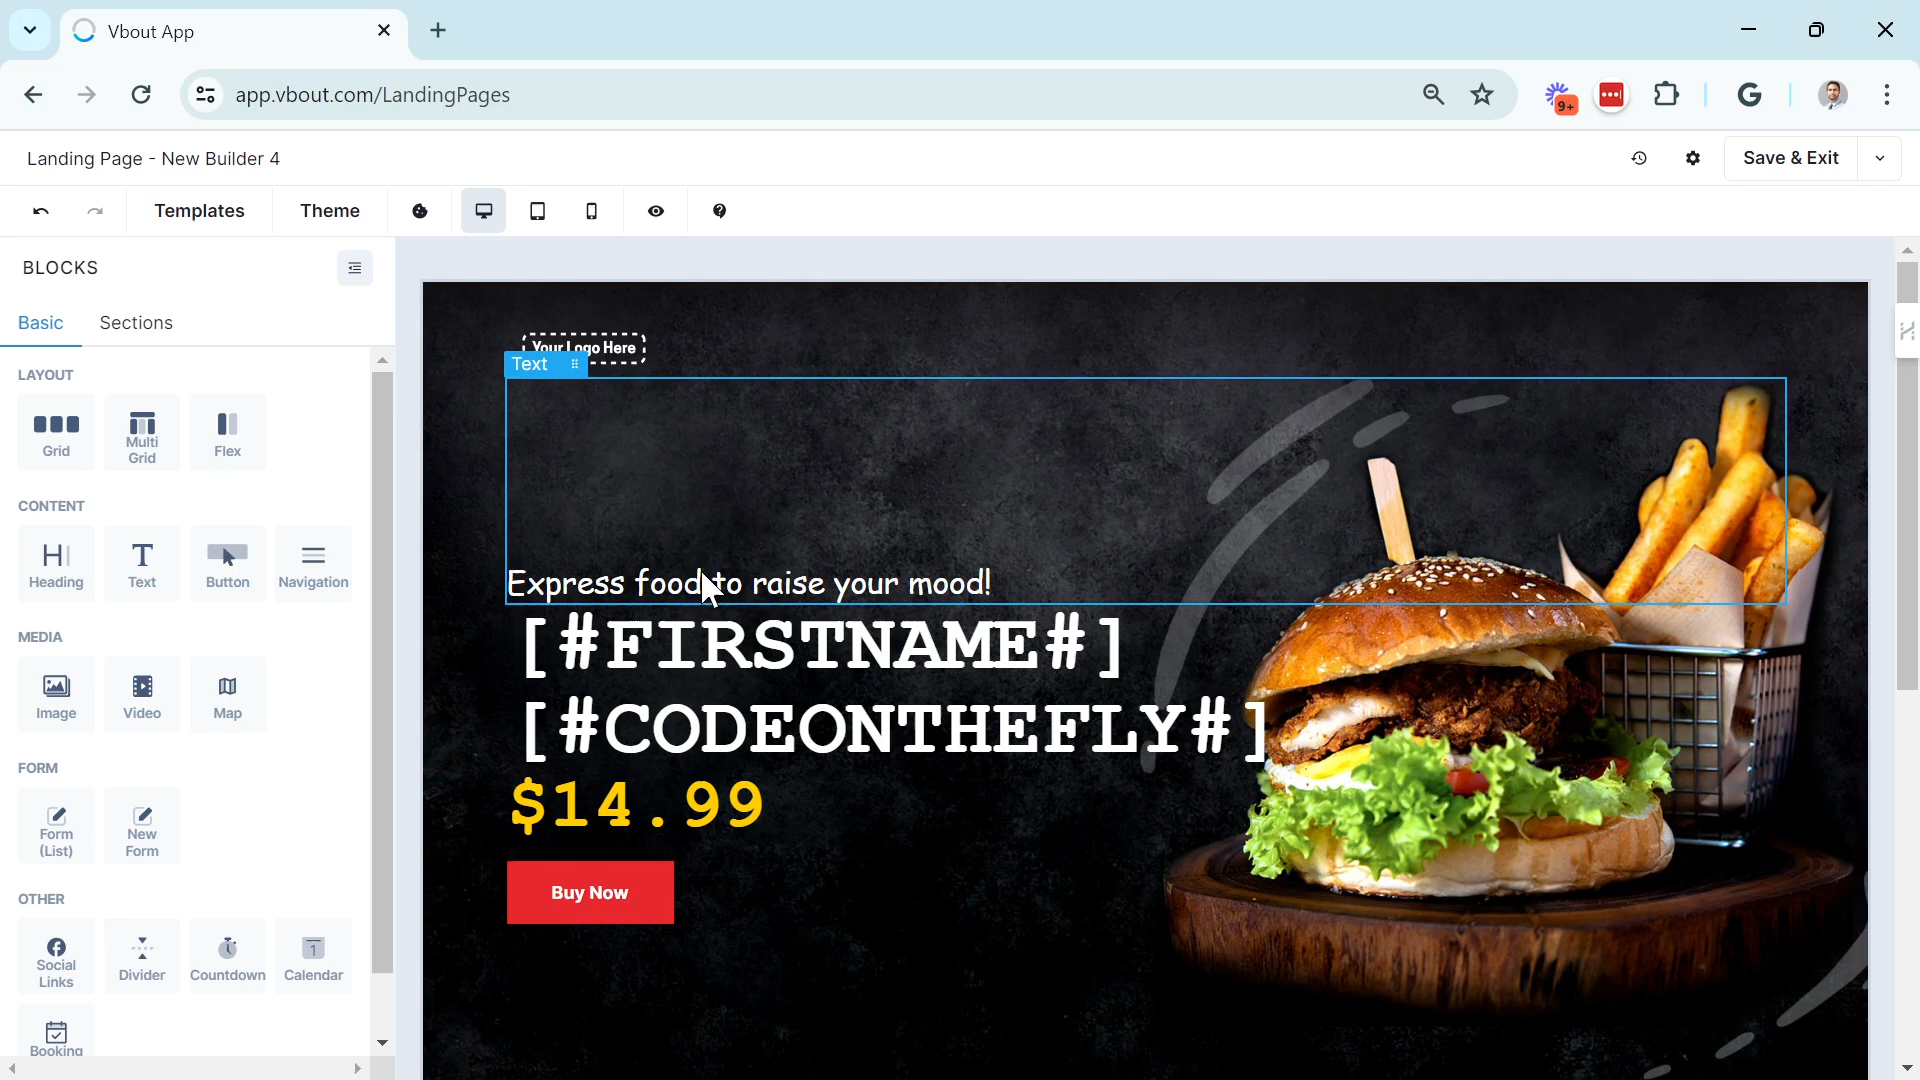 Vbout App
app.vbout.com/LandingPages
9+
Landing Page - New Builder 4
Save & Exit
Templates
Theme
BLOCKS
Basic
Sections
LAYOUT
Grid
Multi
Grid
Flex
CONTENT
Heading
Text
Button
Navigation
MEDIA
Image
Video
Map
FORM
Form
(List)
New
Form
OTHER
Social
Links
Divider
Countdown
Calendar
Booking
Your Logo Here
Text
Express food to raise your mood!
[#FIRSTNAME#]
[#CODEONTHEFLY#]
$14.99
Buy Now